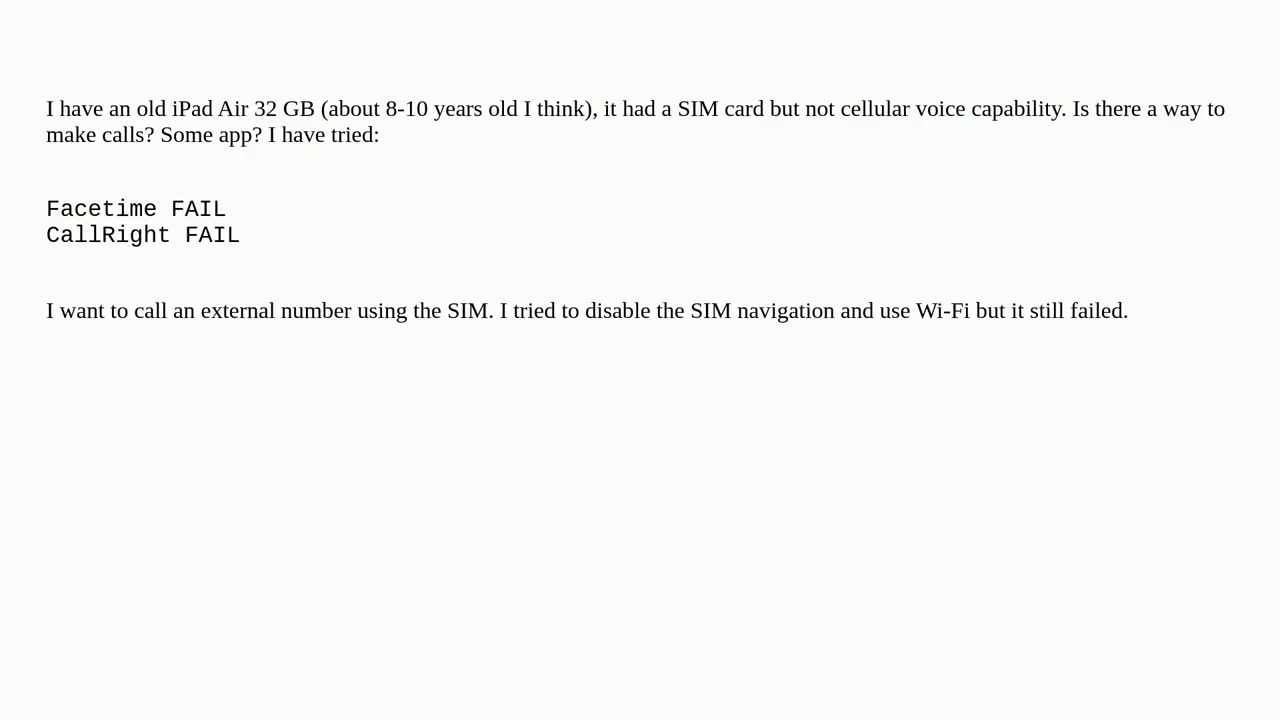 I have an old iPad Air 32 GB (about 8-10 years old I think), it had a SIM card but not cellular voice capability. Is there a way to
make calls? Some app? I have tried:
Facetime FAIL
CallRight FAIL
I want to call an external number using the SIM. I tried to disable the SIM navigation and use Wi-Fi but it still failed.